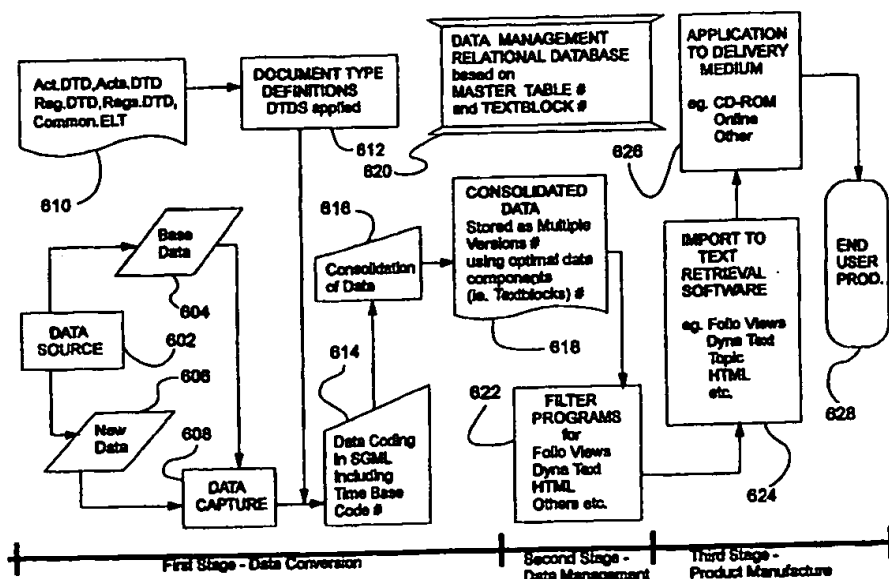 Act.DTD,Acts.DTD
Reg.DTD,Regs.DTD,
Common.ELT
610
DOCUMENT TYPE
DEFINITIONS
DTDS applied
612
DATA MANAGEMENT
RELATIONAL DATABASE
based on
MASTER TABLE #
and TEXTBLOCK #
620
APPLICATION
TO DELIVERY
MEDIUM
eg. CD-ROM
Online
Other
626
Base
Data
604
DATA
SOURCE
602
606
New
Data
608
DATA
CAPTURE
616
Consolidation
of Data
614
Data Coding
in SGML
Including
Time Base
Code #
CONSOLIDATED
DATA
Stored as Multiple
Versions #
using optimal data
components
(ie. Textblocks) #
618
622
FILTER
PROGRAMS
for
Folio Views
Dyna Text
HTML
Others etc.
IMPORT TO
TEXT
RETRIEVAL
SOFTWARE
eg. Folio Views
Dyna Text
Topic
HTML
etc.
624
END
USER
PROD.
628
First Stage - Data Conversion
Second Stage -
Data Management
Third Stage -
Product Manufacture